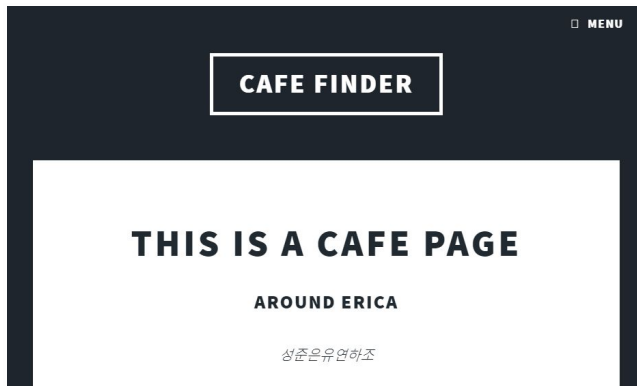 MENU
CAFE FINDER
THIS IS A CAFE PAGE
AROUND ERICA
성준은유연하조